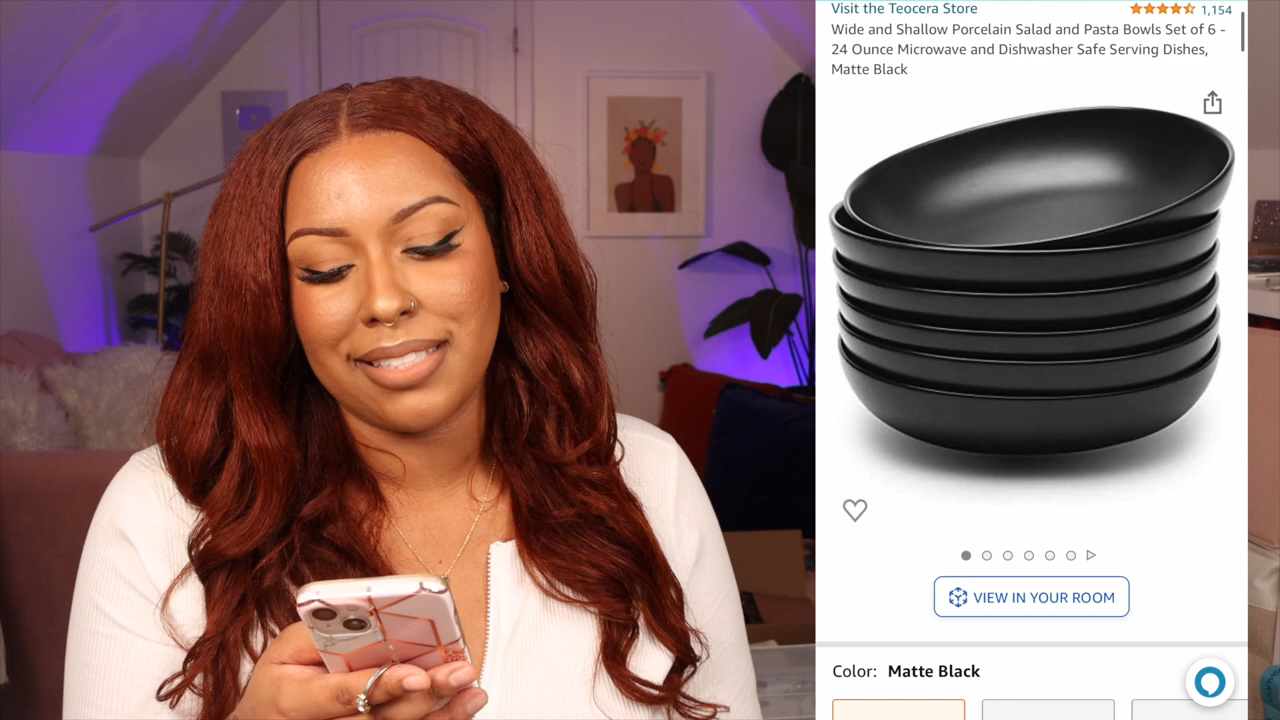 Visit the Teocera Store
1,154
Wide and Shallow Porcelain Salad and Pasta Bowls Set of 6 -
24 Ounce Microwave and Dishwasher Safe Serving Dishes,
Matte Black
VIEW IN YOUR ROOM
Color: Matte Black